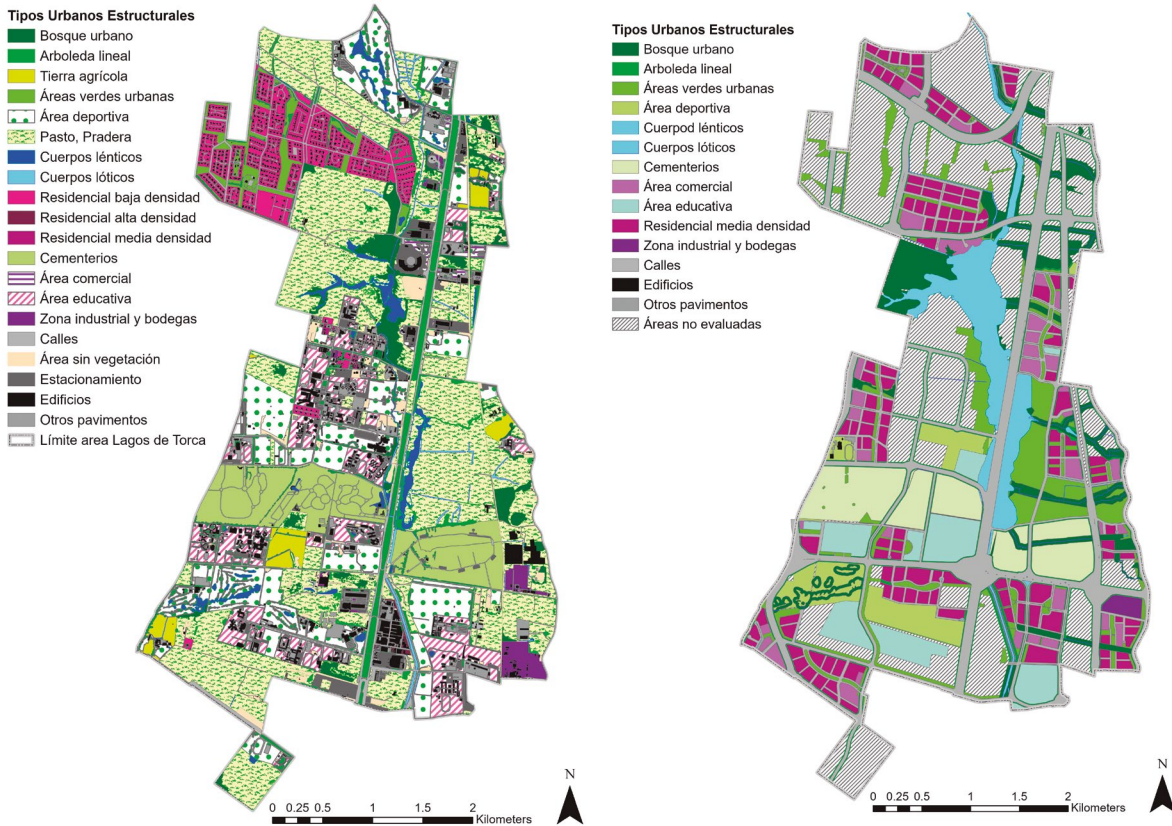 Tipos Urbanos Estructurales
Bosque urbano
Arboleda lineal
Tierra agrícola
Áreas verdes urbanas
Área deportiva
Pasto, Pradera
Cuerpos lénticos
Cuerpos lóticos
Residencial baja densidad
Residencial alta densidad
Residencial media densidad
Cementerios
Área comercial
Área educativa
Zona industrial y bodegas
Calles
Área sin vegetación
Estacionamiento
Edificios
Otros pavimentos
Límite area Lagos de Torca
N
0 0.25 0.5 1 1.5 2
Kilometers
Tipos Urbanos Estructurales
Bosque urbano
Arboleda lineal
Áreas verdes urbanas
Área deportiva
Cuerpod lénticos
Cuerpos lóticos
Cementerios
Área comercial
Área educativa
Residencial media densidad
Zona industrial y bodegas
Calles
Edificios
Otros pavimentos
Áreas no evaluadas
N
0 0.25 0.5 1 1.5 2
Kilometers